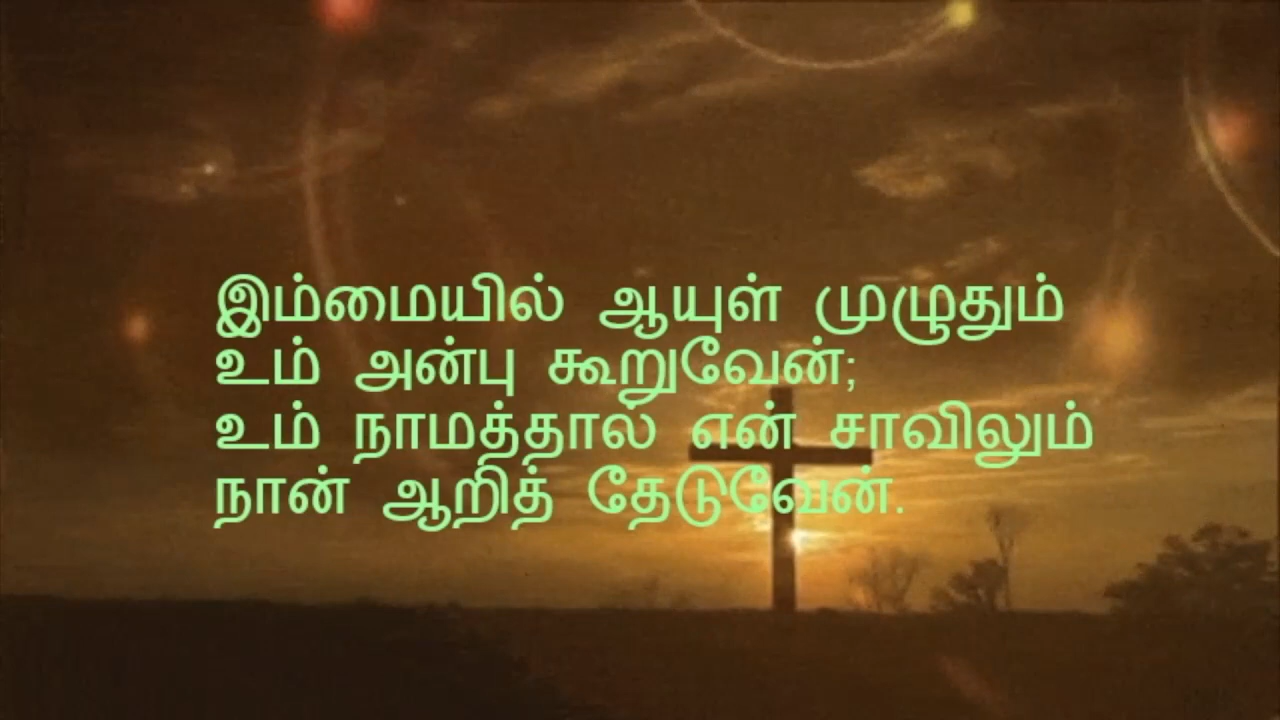 இம்மையில் ஆயுள் முழுதும்
உம் அன்பு கூறுவேன்;
உம் நாமத்தால் என் சாவிலும்
நான் ஆறித் தேடுவேன்.